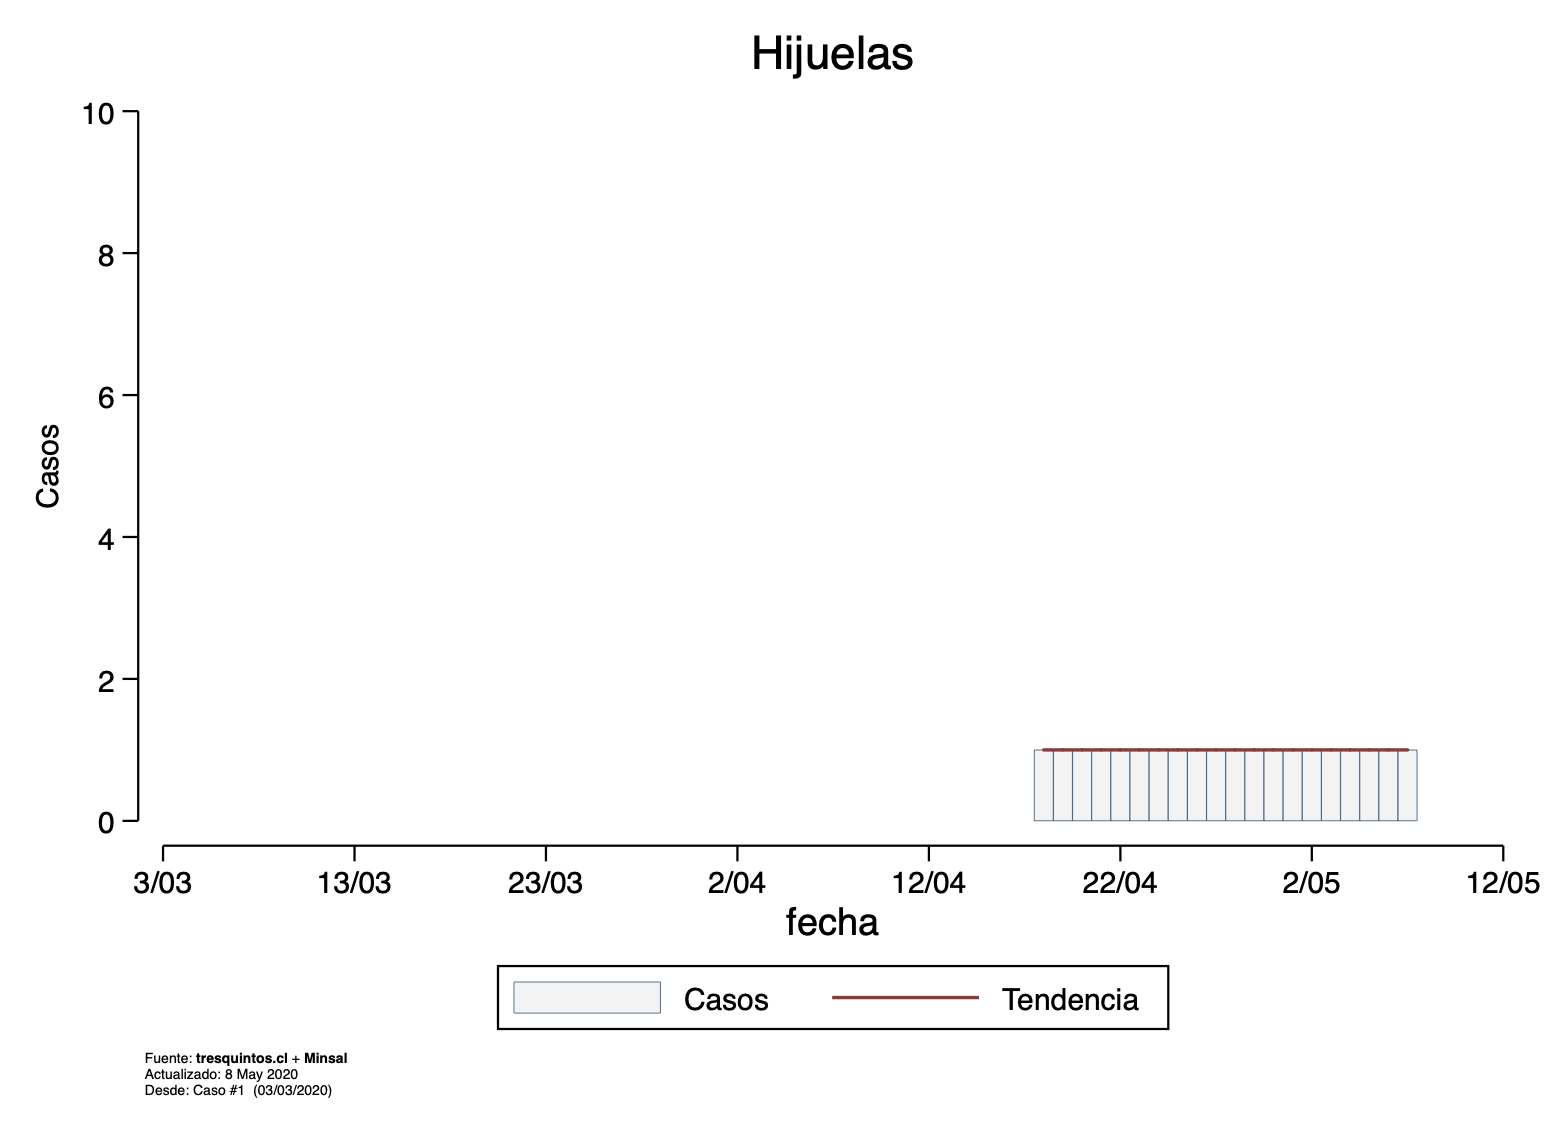 Hijuelas
10
8
6
4
2
0
Casos
3/03 13/03 23/03 2/04 12/04 22/04 2/05 12/05
fecha
Casos Tendencia
Fuente: tresquintos.cl + Minsal
Actualizado: 8 May 2020
Desde: Caso #1 (03/03/2020)